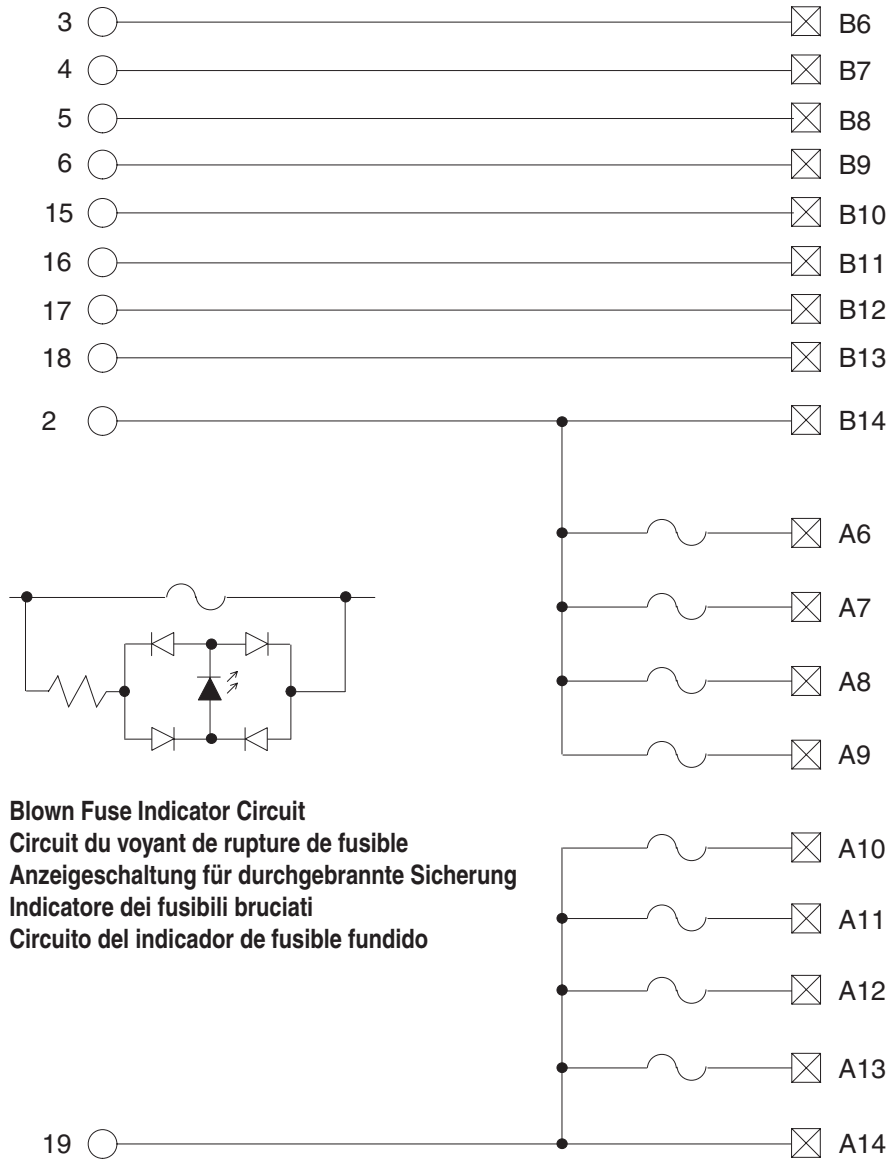 3 B6
4 B7
5 B8
6 B9
15 B10
16 B11
17 B12
18 B13
2 B14
A6
A7
A8
A9
Blown Fuse Indicator Circuit
Circuit du voyant de rupture de fusible
Anzeigeschaltung für durchgebrannte Sicherung
Indicatore dei fusibili bruciati
Circuito del indicador de fusible fundido
A10
A11
A12
A13
19 A14